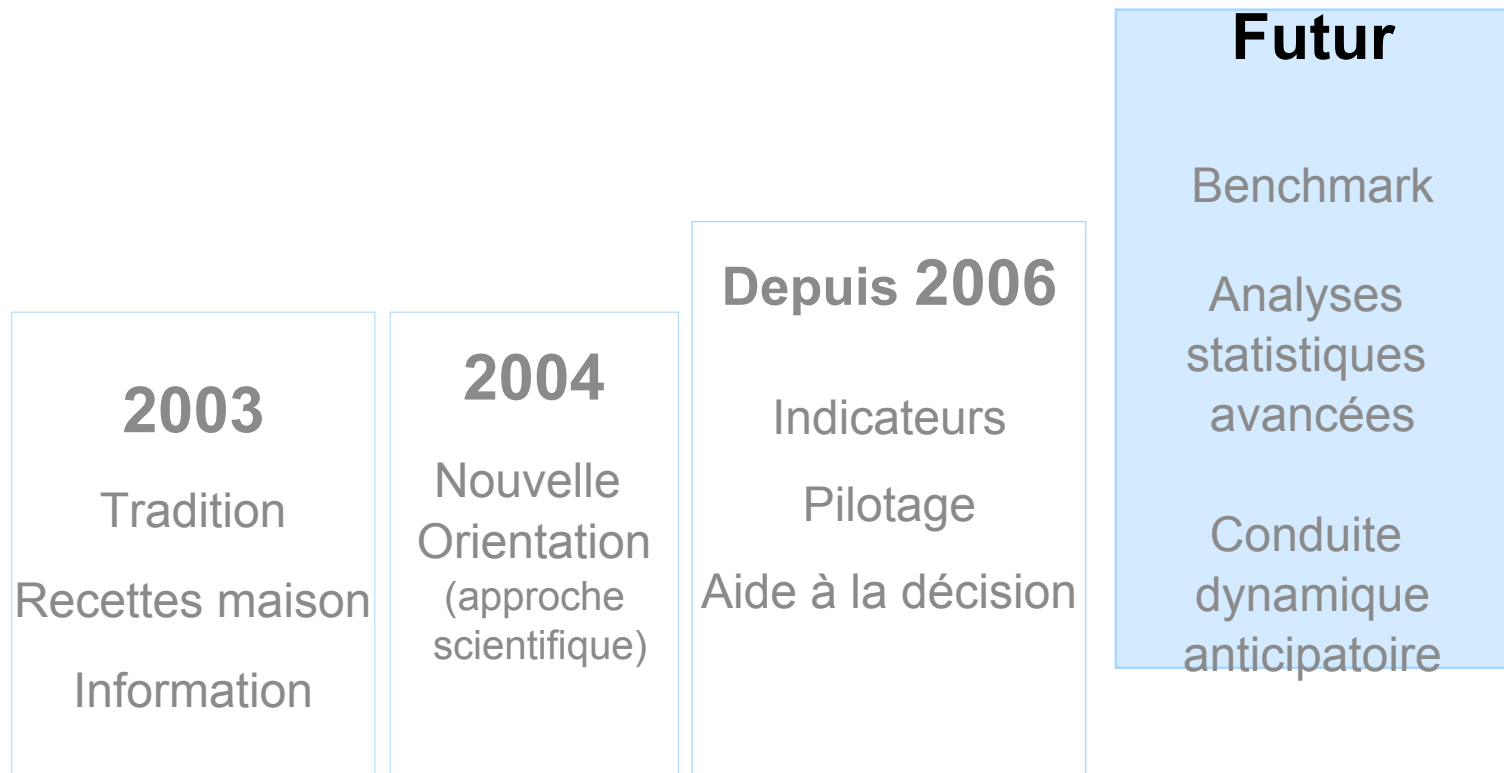 2003
Tradition
Recettes maison
Information
2004
Nouvelle
Orientation
(approche
scientifique)
Depuis 2006
Indicateurs
Pilotage
Aide à la décision
Futur
Benchmark
Analyses
statistiques
avancées
Conduite
dynamique
anticipatoire